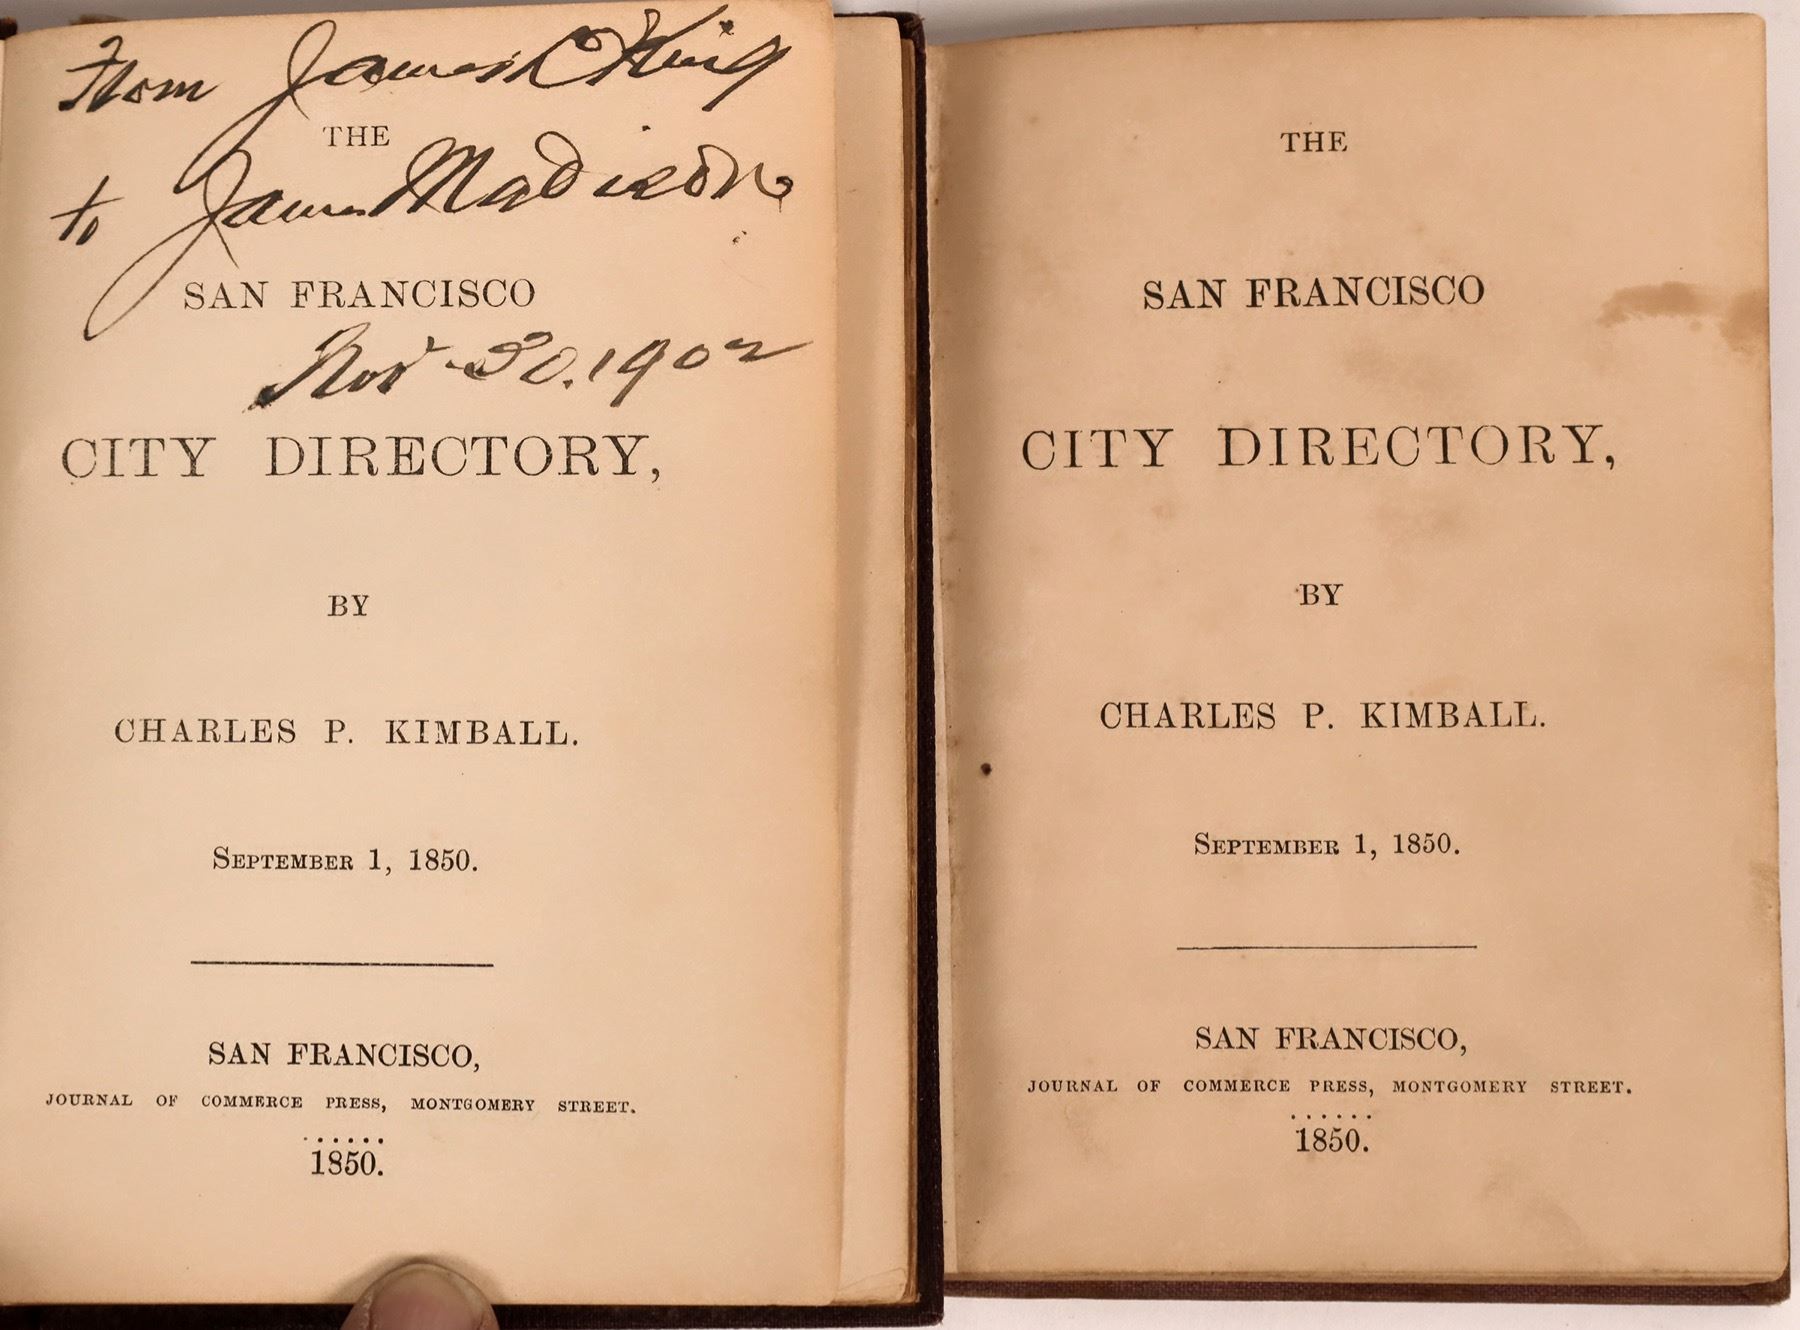 From James C King
THE
to James Madison
SAN FRANCISCO
Nov 20. 1902
CITY DIRECTORY,
BY
CHARLES P. KIMBALL.
SEPTEMBER 1, 1850.
SAN FRANCISCO,
JOURNAL OF COMMERCE PRESS, MONTGOMERY STREET.
......
1850.
THE
SAN FRANCISCO
CITY DIRECTORY,
BY
CHARLES P. KIMBALL.
SEPTEMBER 1, 1850.
SAN FRANCISCO,
JOURNAL OF COMMERCE PRESS, MONTGOMERY STREET.
......
1850.